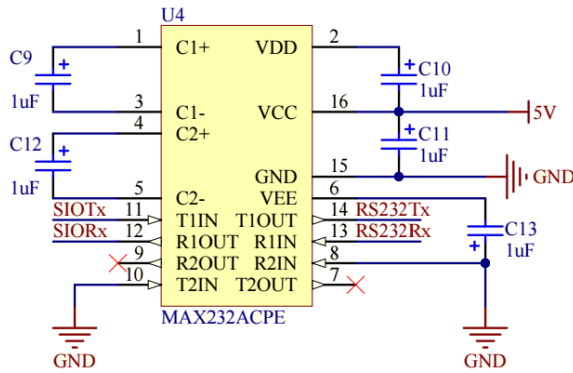 U4
1 C1+ VDD 2
C9 + + C10
1uF 1uF
3 C1- VCC 16 5V
4 C2+
C12 + + C11
1uF 1uF
GND 15 GND
5 C2- VEE 6
SIOTx 11 T1IN T1OUT 14 RS232Tx
SIORx 12 R1OUT R1IN 13 RS232Rx C13
+ 1uF
9 R2OUT R2IN 8
10 T2IN T2OUT 7
MAX232ACPE
GND GND